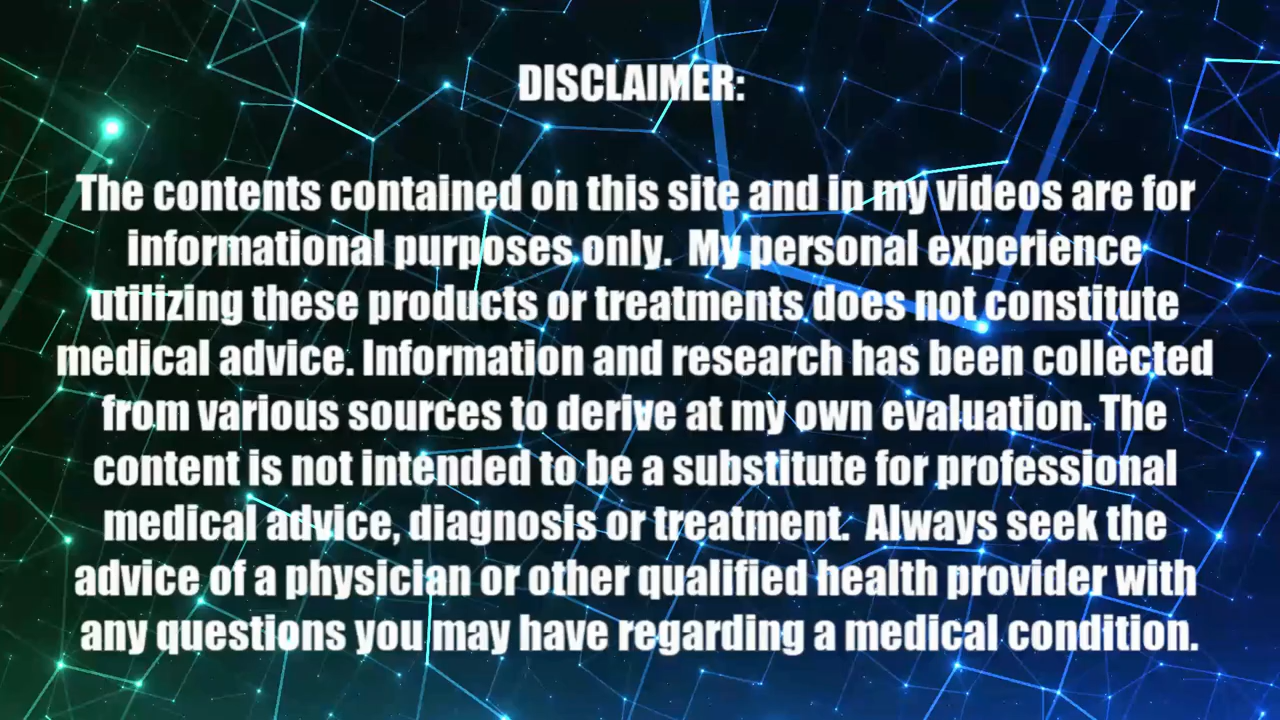 DISCLAIMER:
The contents contained on this site and in my videos are for
informational purposes only.  My personal experience
utilizing these products or treatments does not constitute
medical advice. Information and research has been collected
from various sources to derive at my own evaluation. The
content is not intended to be a substitute for professional
medical advice, diagnosis or treatment.  Always seek the
advice of a physician or other qualified health provider with
any questions you may have regarding a medical condition.